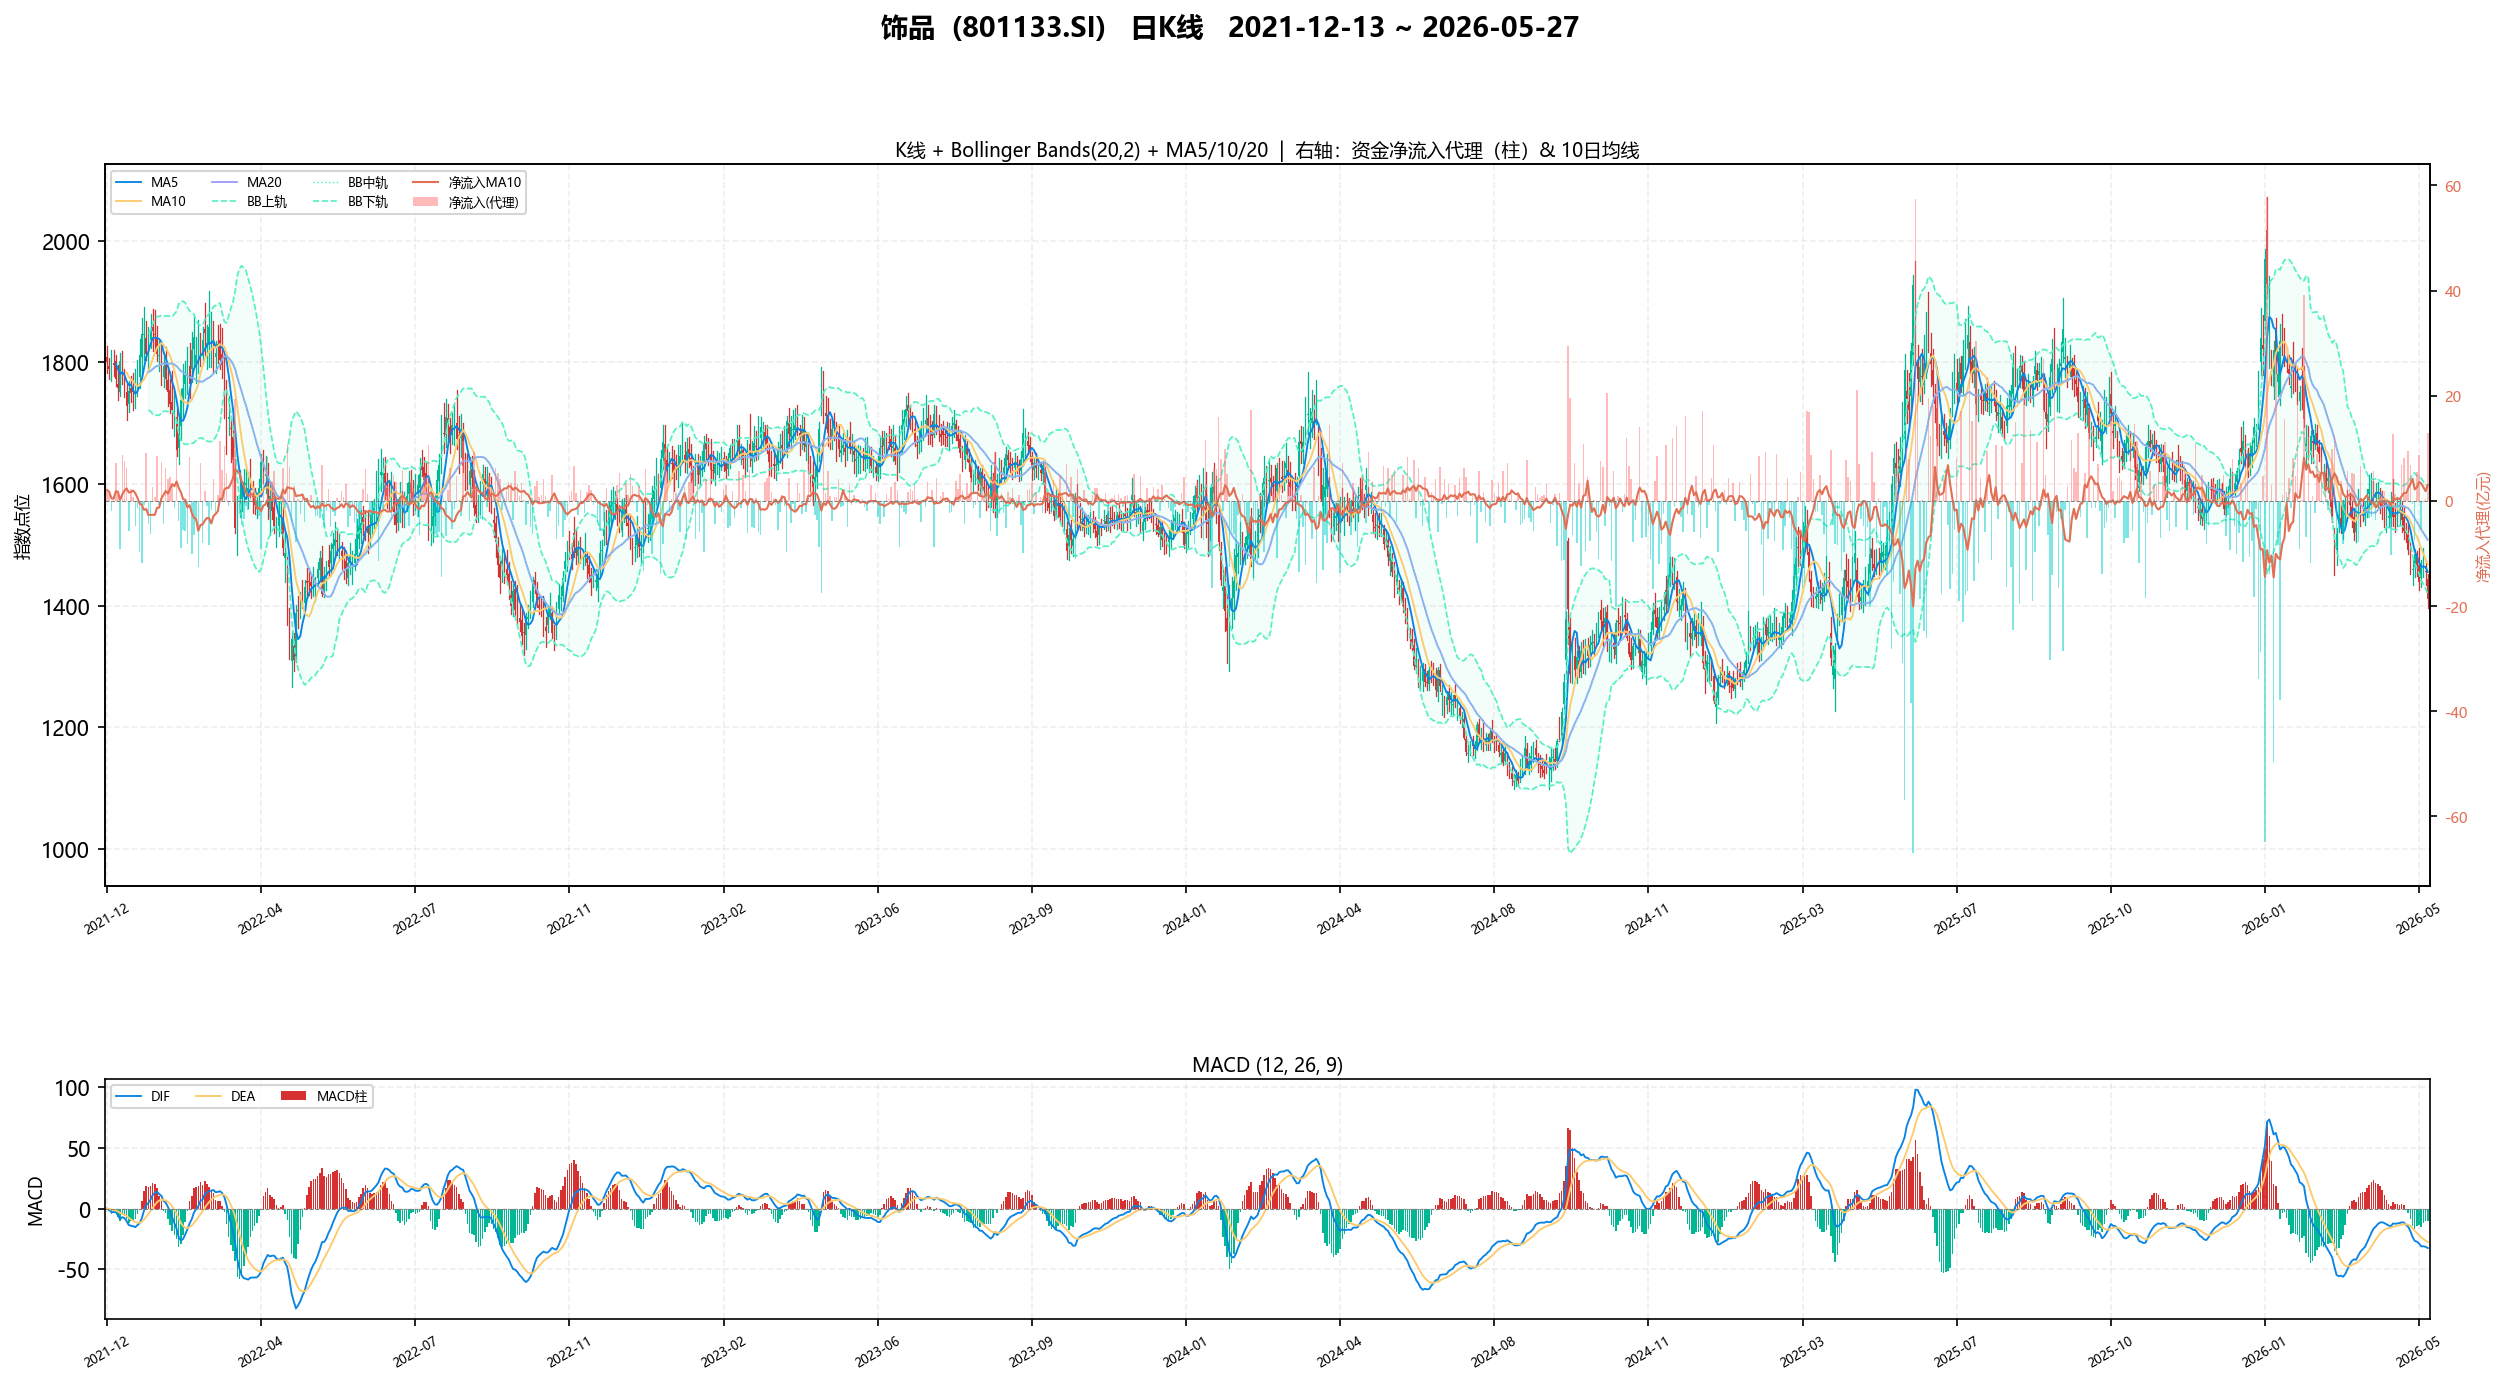 饰品 (801133.SI) 日K线 2021-12-13 ~ 2026-05-27
K线 + Bollinger Bands(20,2) + MA5/10/20 | 右轴：资金净流入代理（柱）& 10日均线
MA5 MA20 BB中轨 净流入MA10
MA10 BB上轨 BB下轨 净流入(代理)
指数点位
2000
1800
1600
1400
1200
1000
60
40
20
0
-20
-40
-60
净流入代理(亿元)
2021-12 2022-04 2022-07 2022-11 2023-02 2023-06 2023-09 2024-01 2024-04 2024-08 2024-11 2025-03 2025-07 2025-10 2026-01 2026-05
MACD (12, 26, 9)
DIF DEA MACD柱
MACD
100
50
0
-50
2021-12 2022-04 2022-07 2022-11 2023-02 2023-06 2023-09 2024-01 2024-04 2024-08 2024-11 2025-03 2025-07 2025-10 2026-01 2026-05